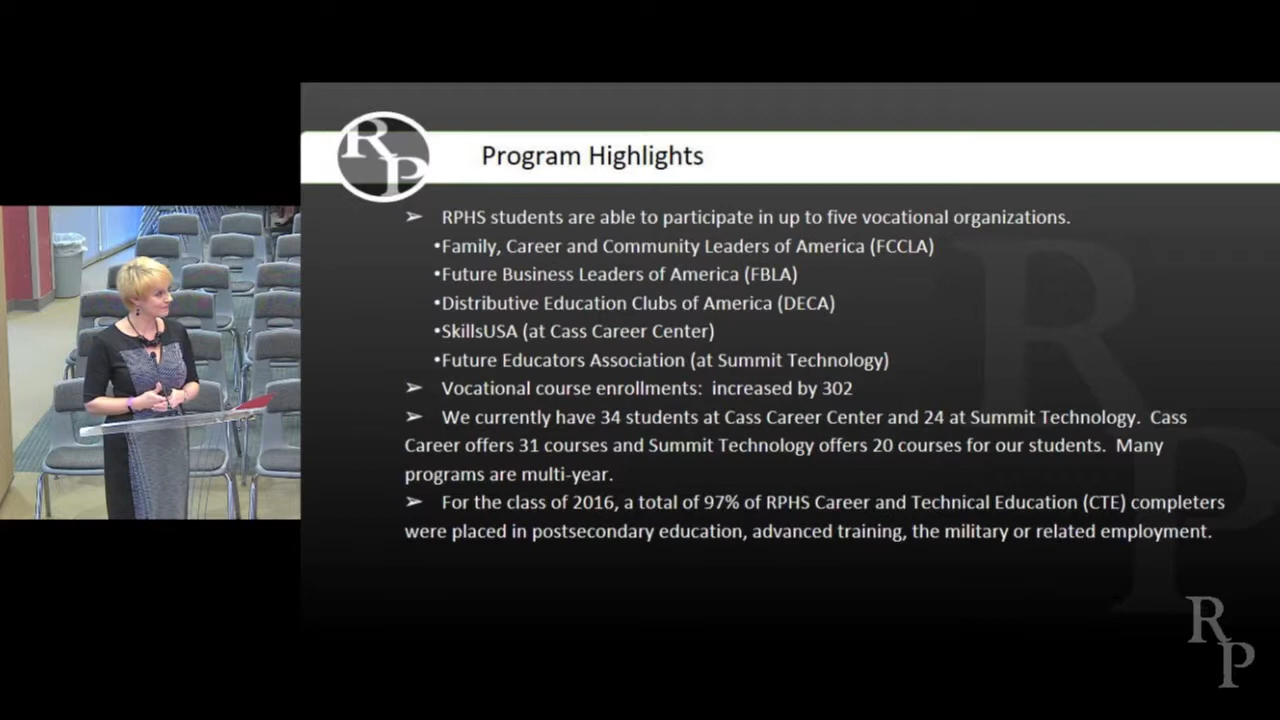 RP
Program Highlights
➢ RPHS students are able to participate in up to five vocational organizations.
•Family, Career and Community Leaders of America (FCCLA)
•Future Business Leaders of America (FBLA)
•Distributive Education Clubs of America (DECA)
•SkillsUSA (at Cass Career Center)
•Future Educators Association (at Summit Technology)
➢ Vocational course enrollments: increased by 302
➢ We currently have 34 students at Cass Career Center and 24 at Summit Technology. Cass
Career offers 31 courses and Summit Technology offers 20 courses for our students. Many
programs are multi-year.
➢ For the class of 2016, a total of 97% of RPHS Career and Technical Education (CTE) completers
were placed in postsecondary education, advanced training, the military or related employment.
RP
RP